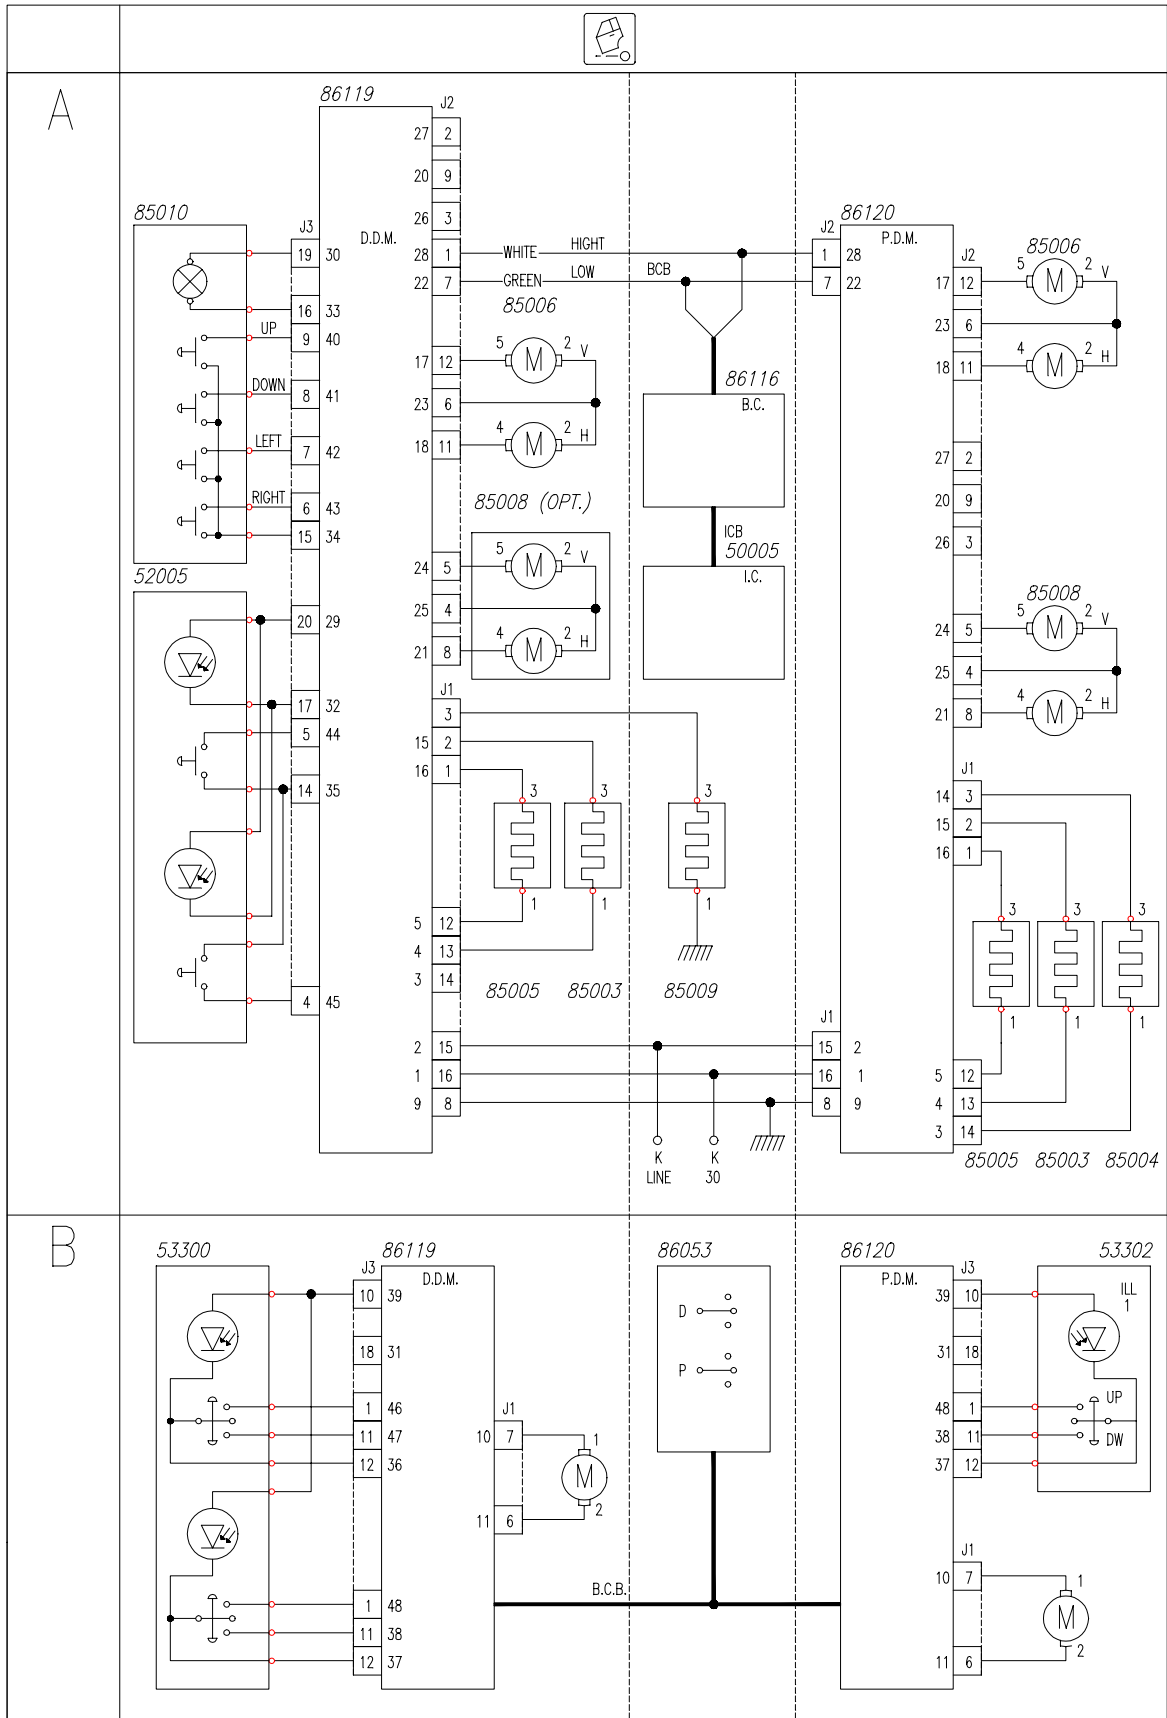 A
86119
J2
27 2
20 9
85010
26 3
86120
J3
D.D.M.
J2
P.D.M.
19 30
28 1
WHITE
HIGHT
1 28
J2
85006
22 7
GREEN
LOW
BCB
7 22
17 12
5 M 2 V
16 33
85006
UP
9 40
23 6
17 12
5 M 2 V
18 11
4 M 2 H
86116
DOWN
8 41
23 6
B.C.
LEFT
7 42
18 11
4 M 2 H
27 2
RIGHT
6 43
85008 (OPT.)
20 9
15 34
ICB
26 3
50005
52005
24 5
5 M 2 V
I.C.
85008
20 29
25 4
24 5
5 M 2 V
21 8
4 M 2 H
25 4
17 32
J1
21 8
4 M 2 H
3
5 44
15 2
16 1
J1
14 35
3
3
3
14 3
15 2
16 1
1
1
1
5 12
3
3
3
4 13
3 14
85005
85003
85009
4 45
1
1
1
J1
2 15
15 2
1 16
16 1
5 12
9 8
8 9
4 13
3 14
K
LINE
K
30
85005
85003
85004
B
53300
86119
86053
86120
53302
J3
D.D.M.
P.D.M.
J3
10 39
39 10
ILL
1
D
18 31
31 18
P
1 46
48 1
UP
J1
11 47
10 7
1
38 11
DW
12 36
37 12
M
11 6
2
J1
10 7
1
B.C.B.
1 48
M
11 38
2
12 37
11 6